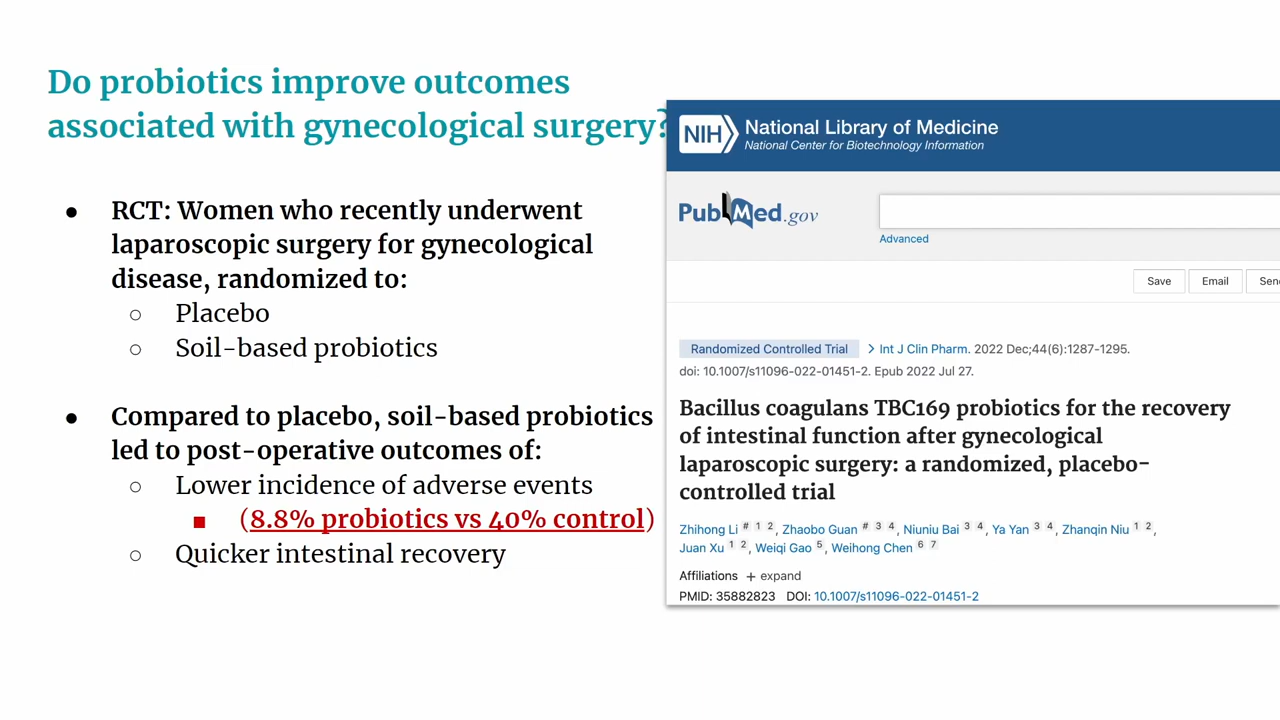 Do probiotics improve outcomes
associated with gynecological surgery?
● RCT: Women who recently underwent
laparoscopic surgery for gynecological
disease, randomized to:
○ Placebo
○ Soil-based probiotics
● Compared to placebo, soil-based probiotics
led to post-operative outcomes of:
○ Lower incidence of adverse events
■ (8.8% probiotics vs 40% control)
○ Quicker intestinal recovery
NIH National Library of Medicine
National Center for Biotechnology Information
PubMed.gov
Advanced
Save Email
Randomized Controlled Trial > Int J Clin Pharm. 2022 Dec;44(6):1287-1295.
doi: 10.1007/s11096-022-01451-2. Epub 2022 Jul 27.
Bacillus coagulans TBC169 probiotics for the recovery
of intestinal function after gynecological
laparoscopic surgery: a randomized, placebo-
controlled trial
Zhihong Li # 1 2, Zhaobo Guan # 3 4, Niuniu Bai 3 4, Ya Yan 3 4, Zhanqin Niu 1 2,
Juan Xu 1 2, Weiqi Gao 5, Weihong Chen 6 7
Affiliations + expand
PMID: 35882823 DOI: 10.1007/s11096-022-01451-2